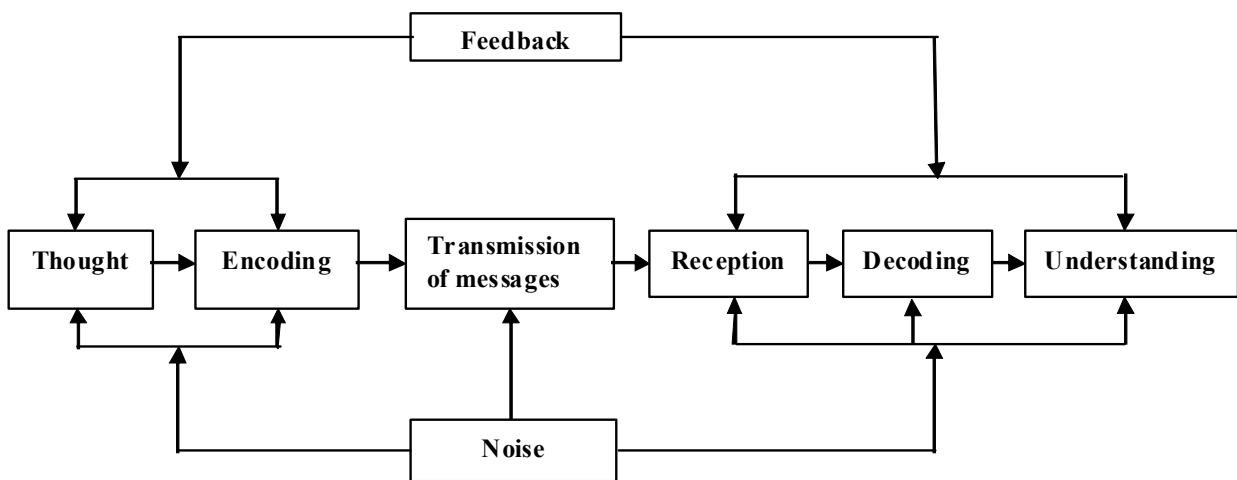 Feedback
Thought
Encoding
Transmission
of messages
Reception
Decoding
Understanding
Noise